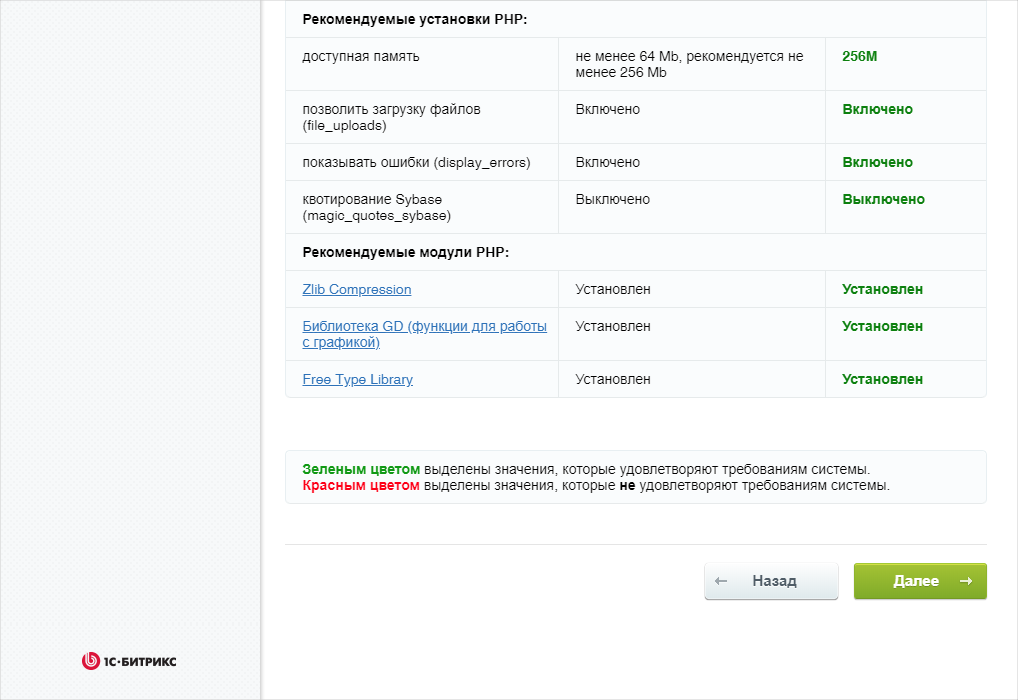 Рекомендуемые установки PHP:
доступная память
не менее 64 Mb, рекомендуется не
менее 256 Mb
256M
позволить загрузку файлов
(file_uploads)
Включено
Включено
показывать ошибки (display_errors)
Включено
Включено
квотирование Sybase
(magic_quotes_sybase)
Выключено
Выключено
Рекомендуемые модули PHP:
Zlib Compression
Установлен
Установлен
Библиотека GD (функции для работы
с графикой)
Установлен
Установлен
Free Type Library
Установлен
Установлен
Зеленым цветом выделены значения, которые удовлетворяют требованиям системы.
Красным цветом выделены значения, которые не удовлетворяют требованиям системы.
← Назад
Далее →
1С·БИТРИКС